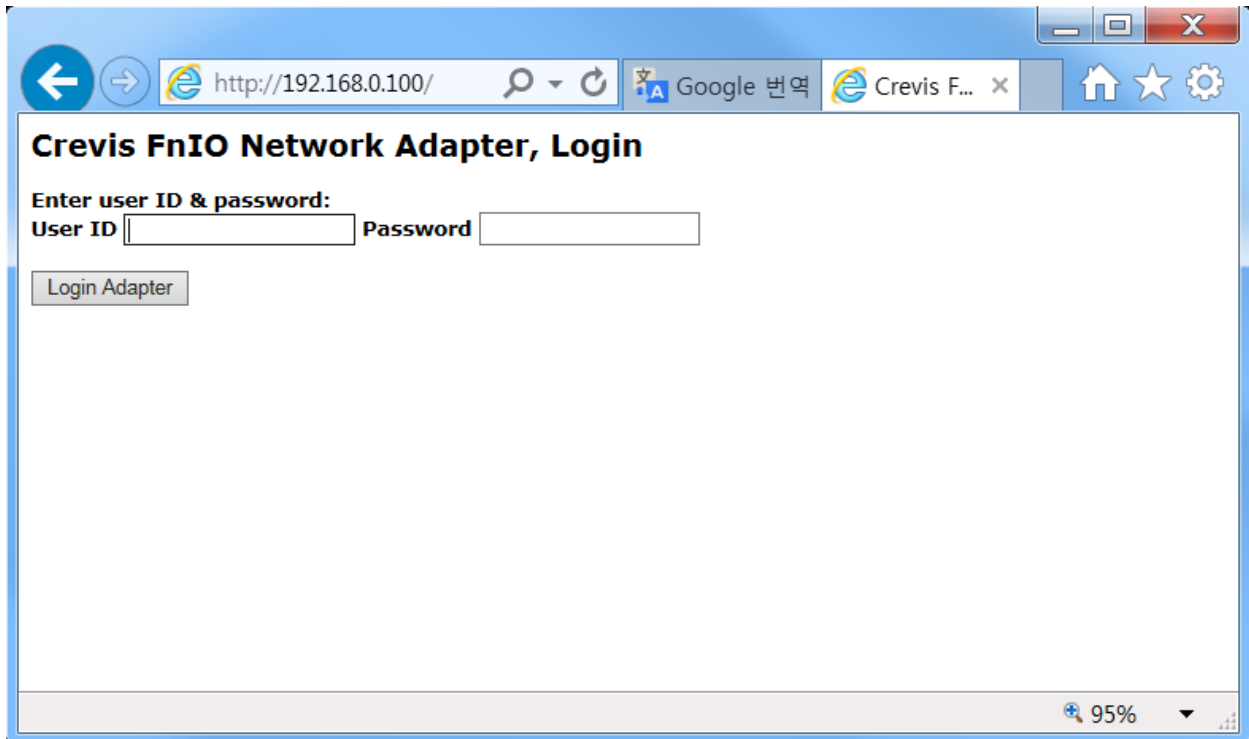 http://192.168.0.100/ Google 번역 Crevis F...
Crevis FnIO Network Adapter, Login
Enter user ID & password:
User ID Password
Login Adapter
95%